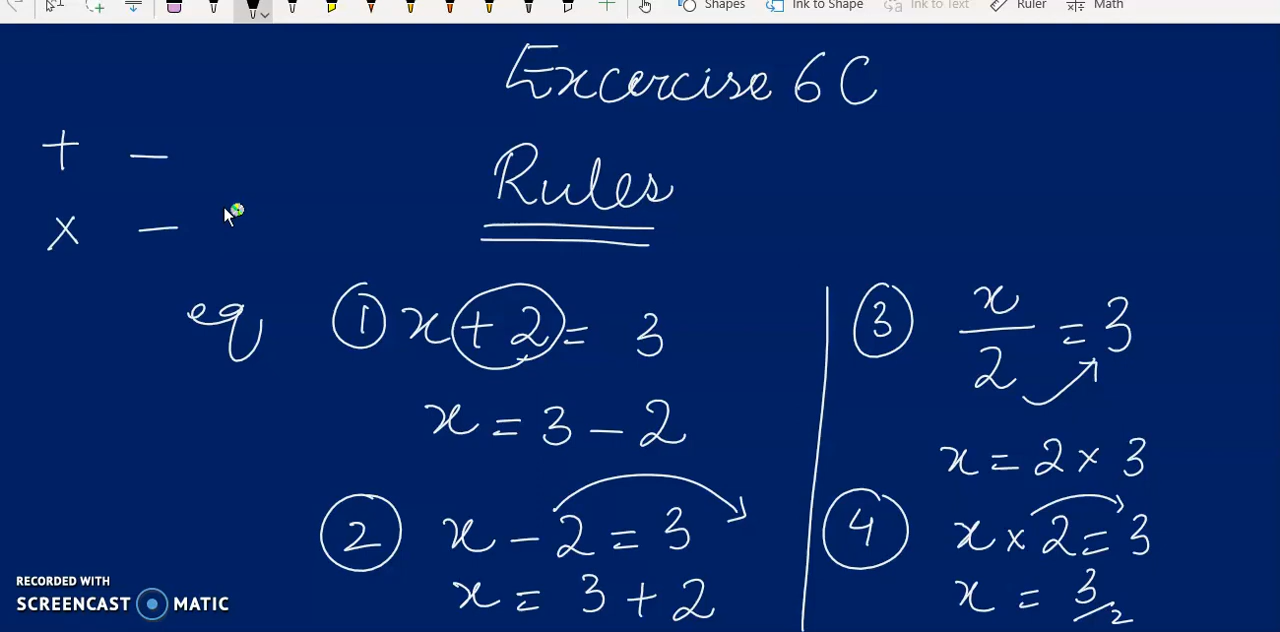 Shapes Ink to Shape Ink to Text Ruler Math
Excercise 6C
+ −
Rules
× −
eq ① x + 2 = 3
x = 3 − 2
② x − 2 = 3
x = 3 + 2
③ x/2 = 3
x = 2 × 3
④ x × 2 = 3
x = 3/2
RECORDED WITH
SCREENCAST MATIC